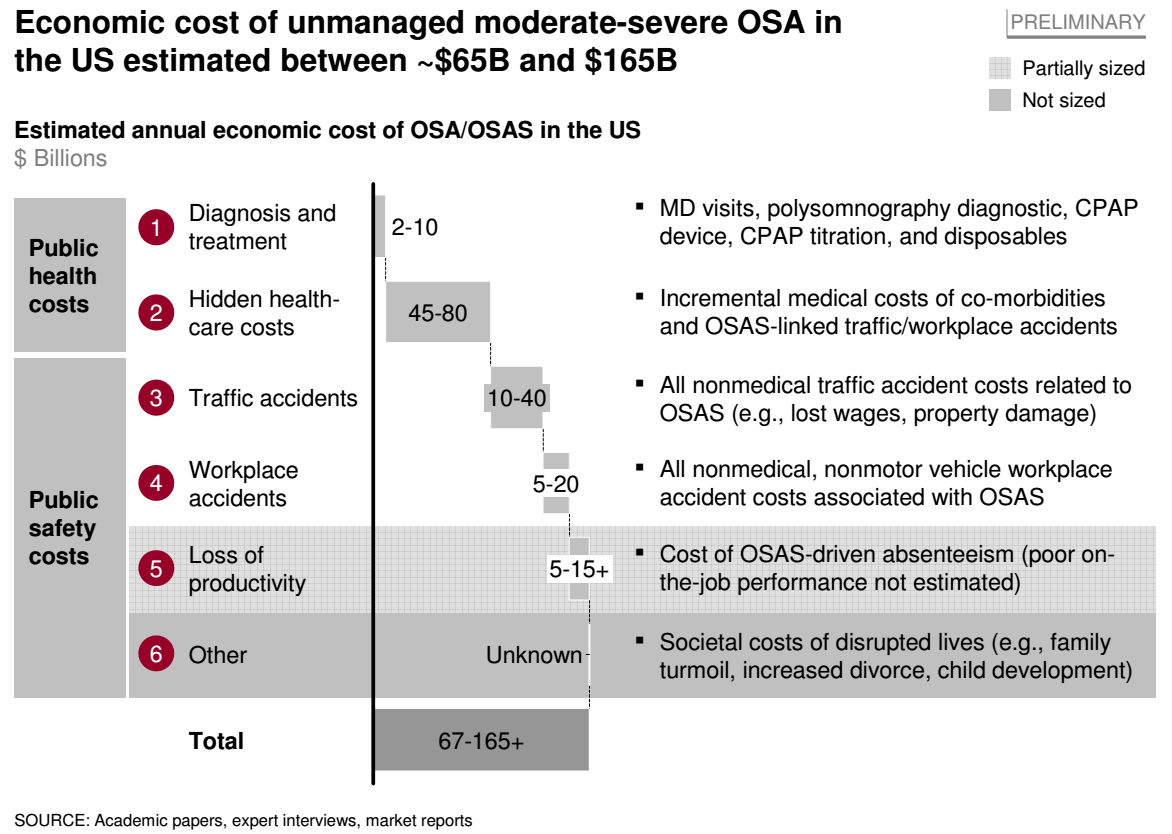 Economic cost of unmanaged moderate-severe OSA in
the US estimated between ~$65B and $165B
PRELIMINARY
Partially sized
Not sized
Estimated annual economic cost of OSA/OSAS in the US
$ Billions
Public
health
costs
1
Diagnosis and
treatment
2-10
▪ MD visits, polysomnography diagnostic, CPAP
device, CPAP titration, and disposables
2
Hidden health-
care costs
45-80
▪ Incremental medical costs of co-morbidities
and OSAS-linked traffic/workplace accidents
Public
safety
costs
3
Traffic accidents
10-40
▪ All nonmedical traffic accident costs related to
OSAS (e.g., lost wages, property damage)
4
Workplace
accidents
5-20
▪ All nonmedical, nonmotor vehicle workplace
accident costs associated with OSAS
5
Loss of
productivity
5-15+
▪ Cost of OSAS-driven absenteeism (poor on-
the-job performance not estimated)
6
Other
Unknown
▪ Societal costs of disrupted lives (e.g., family
turmoil, increased divorce, child development)
Total
67-165+
SOURCE: Academic papers, expert interviews, market reports